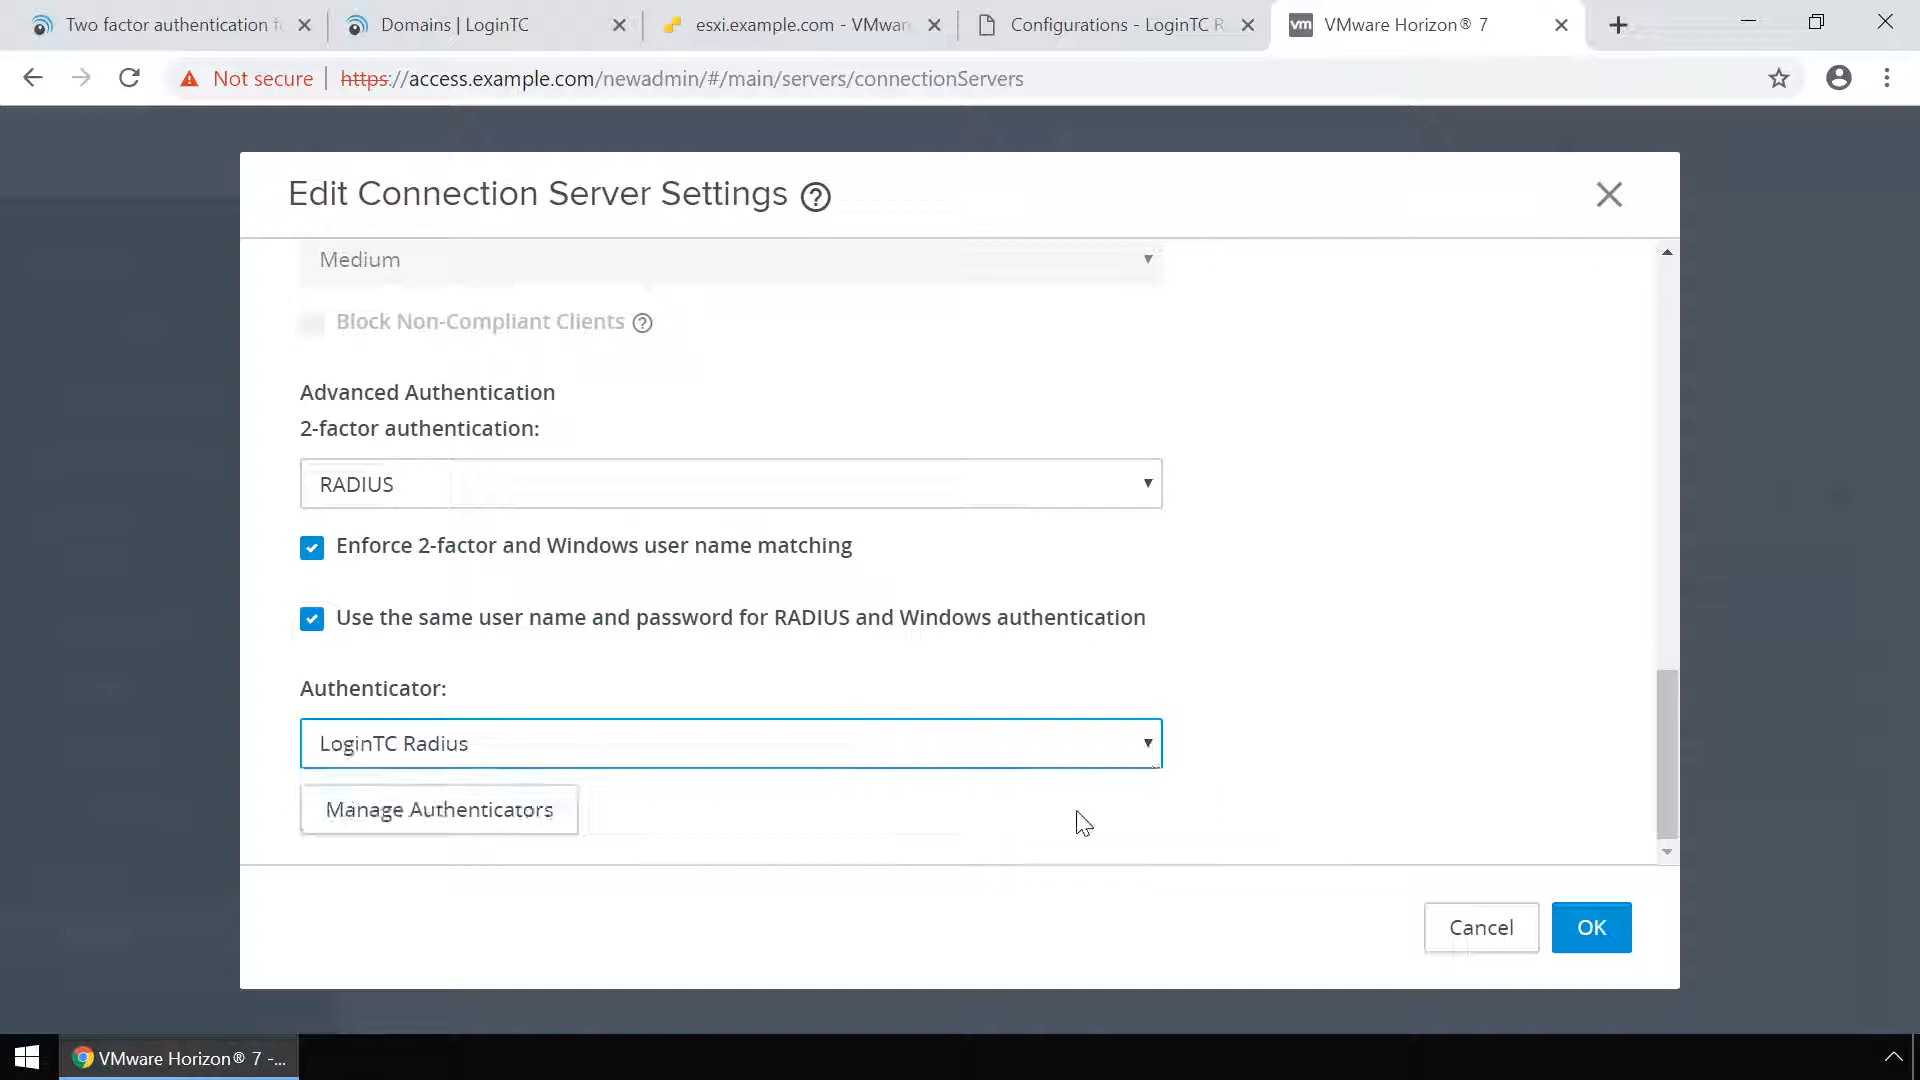 Two factor authentication f
Domains | LoginTC
esxi.example.com - VMwar
Configurations - LoginTC R
vm VMware Horizon® 7
Not secure | https://access.example.com/newadmin/#/main/servers/connectionServers
Edit Connection Server Settings ?
Medium
Block Non-Compliant Clients ?
Advanced Authentication
2-factor authentication:
RADIUS
Enforce 2-factor and Windows user name matching
Use the same user name and password for RADIUS and Windows authentication
Authenticator:
LoginTC Radius
Manage Authenticators
Cancel
OK
VMware Horizon® 7 -...